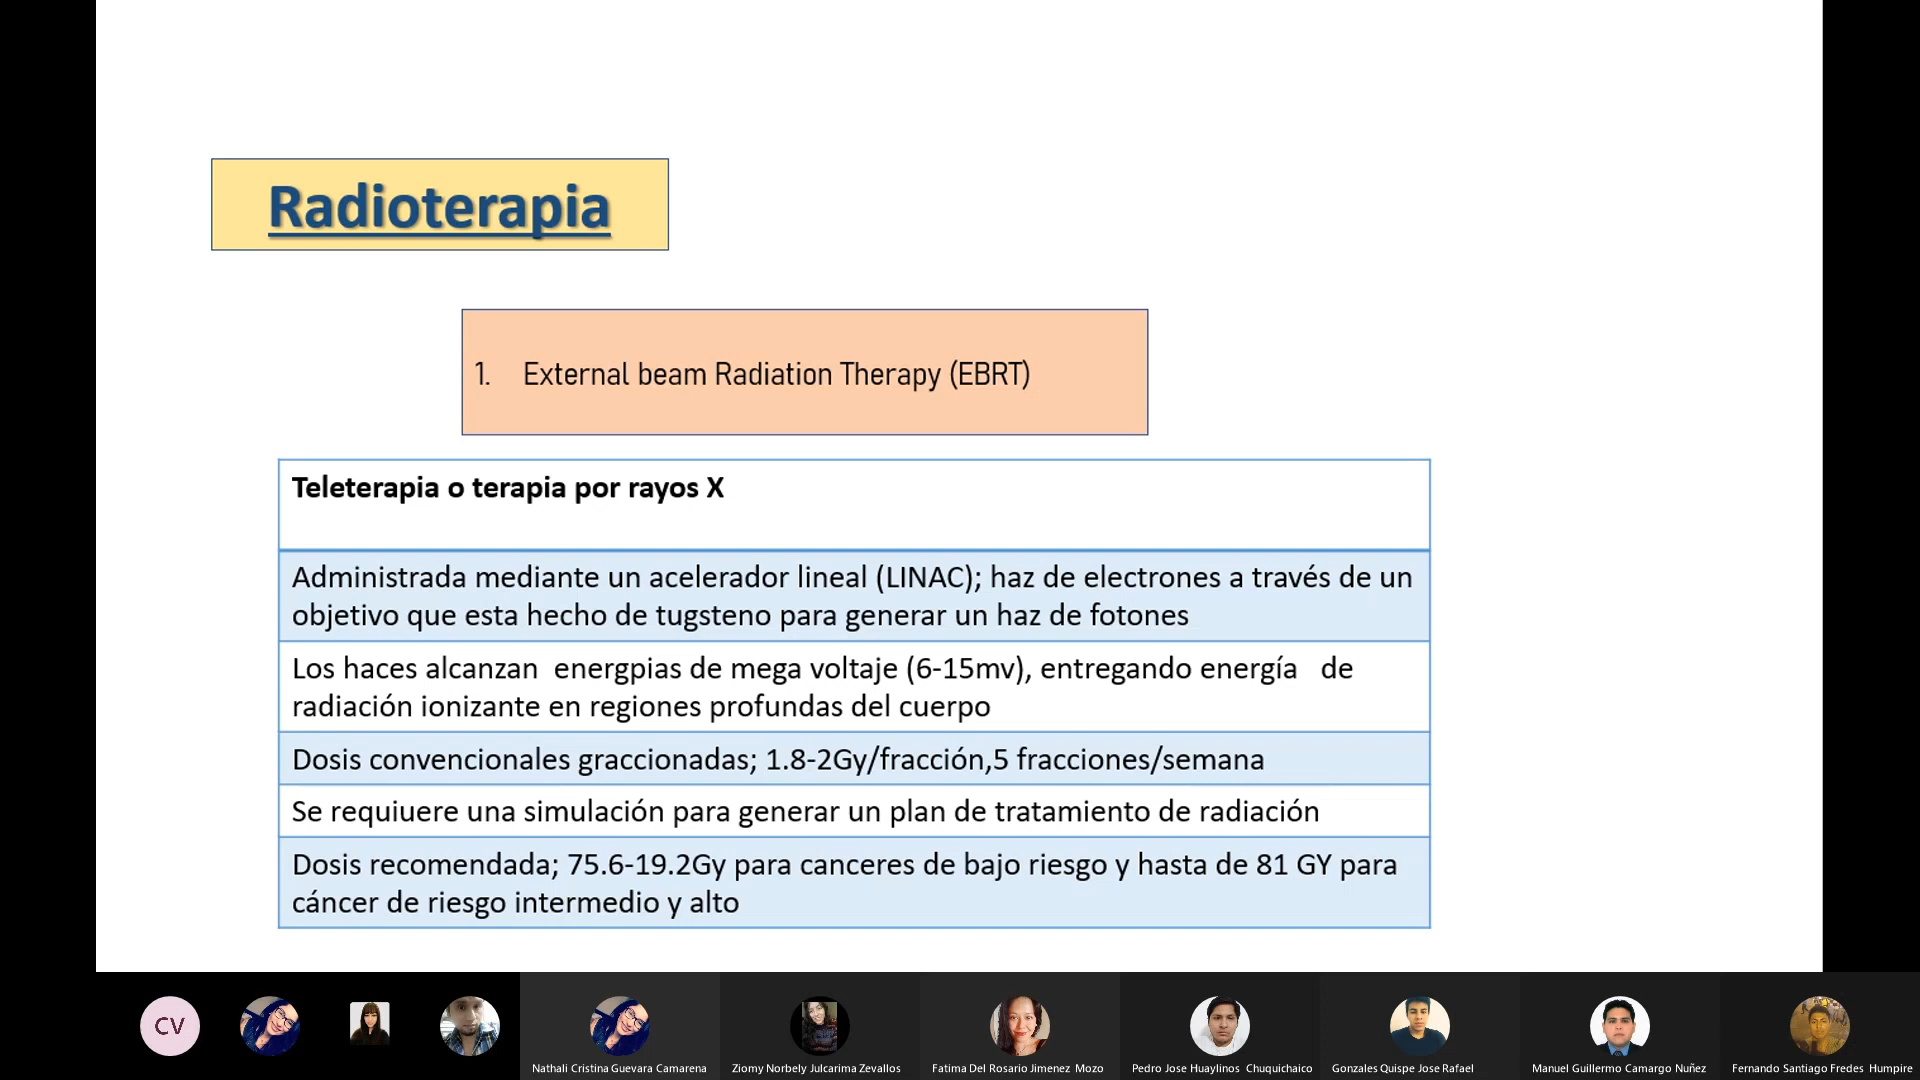 Radioterapia
1. External beam Radiation Therapy (EBRT)
Teleterapia o terapia por rayos X
Administrada mediante un acelerador lineal (LINAC); haz de electrones a través de un
objetivo que esta hecho de tugsteno para generar un haz de fotones
Los haces alcanzan energpias de mega voltaje (6-15mv), entregando energía de
radiación ionizante en regiones profundas del cuerpo
Dosis convencionales graccionadas; 1.8-2Gy/fracción,5 fracciones/semana
Se requiuere una simulación para generar un plan de tratamiento de radiación
Dosis recomendada; 75.6-19.2Gy para canceres de bajo riesgo y hasta de 81 GY para
cáncer de riesgo intermedio y alto
CV
Nathali Cristina Guevara Camarena
Ziomy Norbely Julcarima Zevallos
Fatima Del Rosario Jimenez Mozo
Pedro Jose Huaylinos Chuquichaico
Gonzales Quispe Jose Rafael
Manuel Guillermo Camargo Nuñez
Fernando Santiago Fredes Humpire